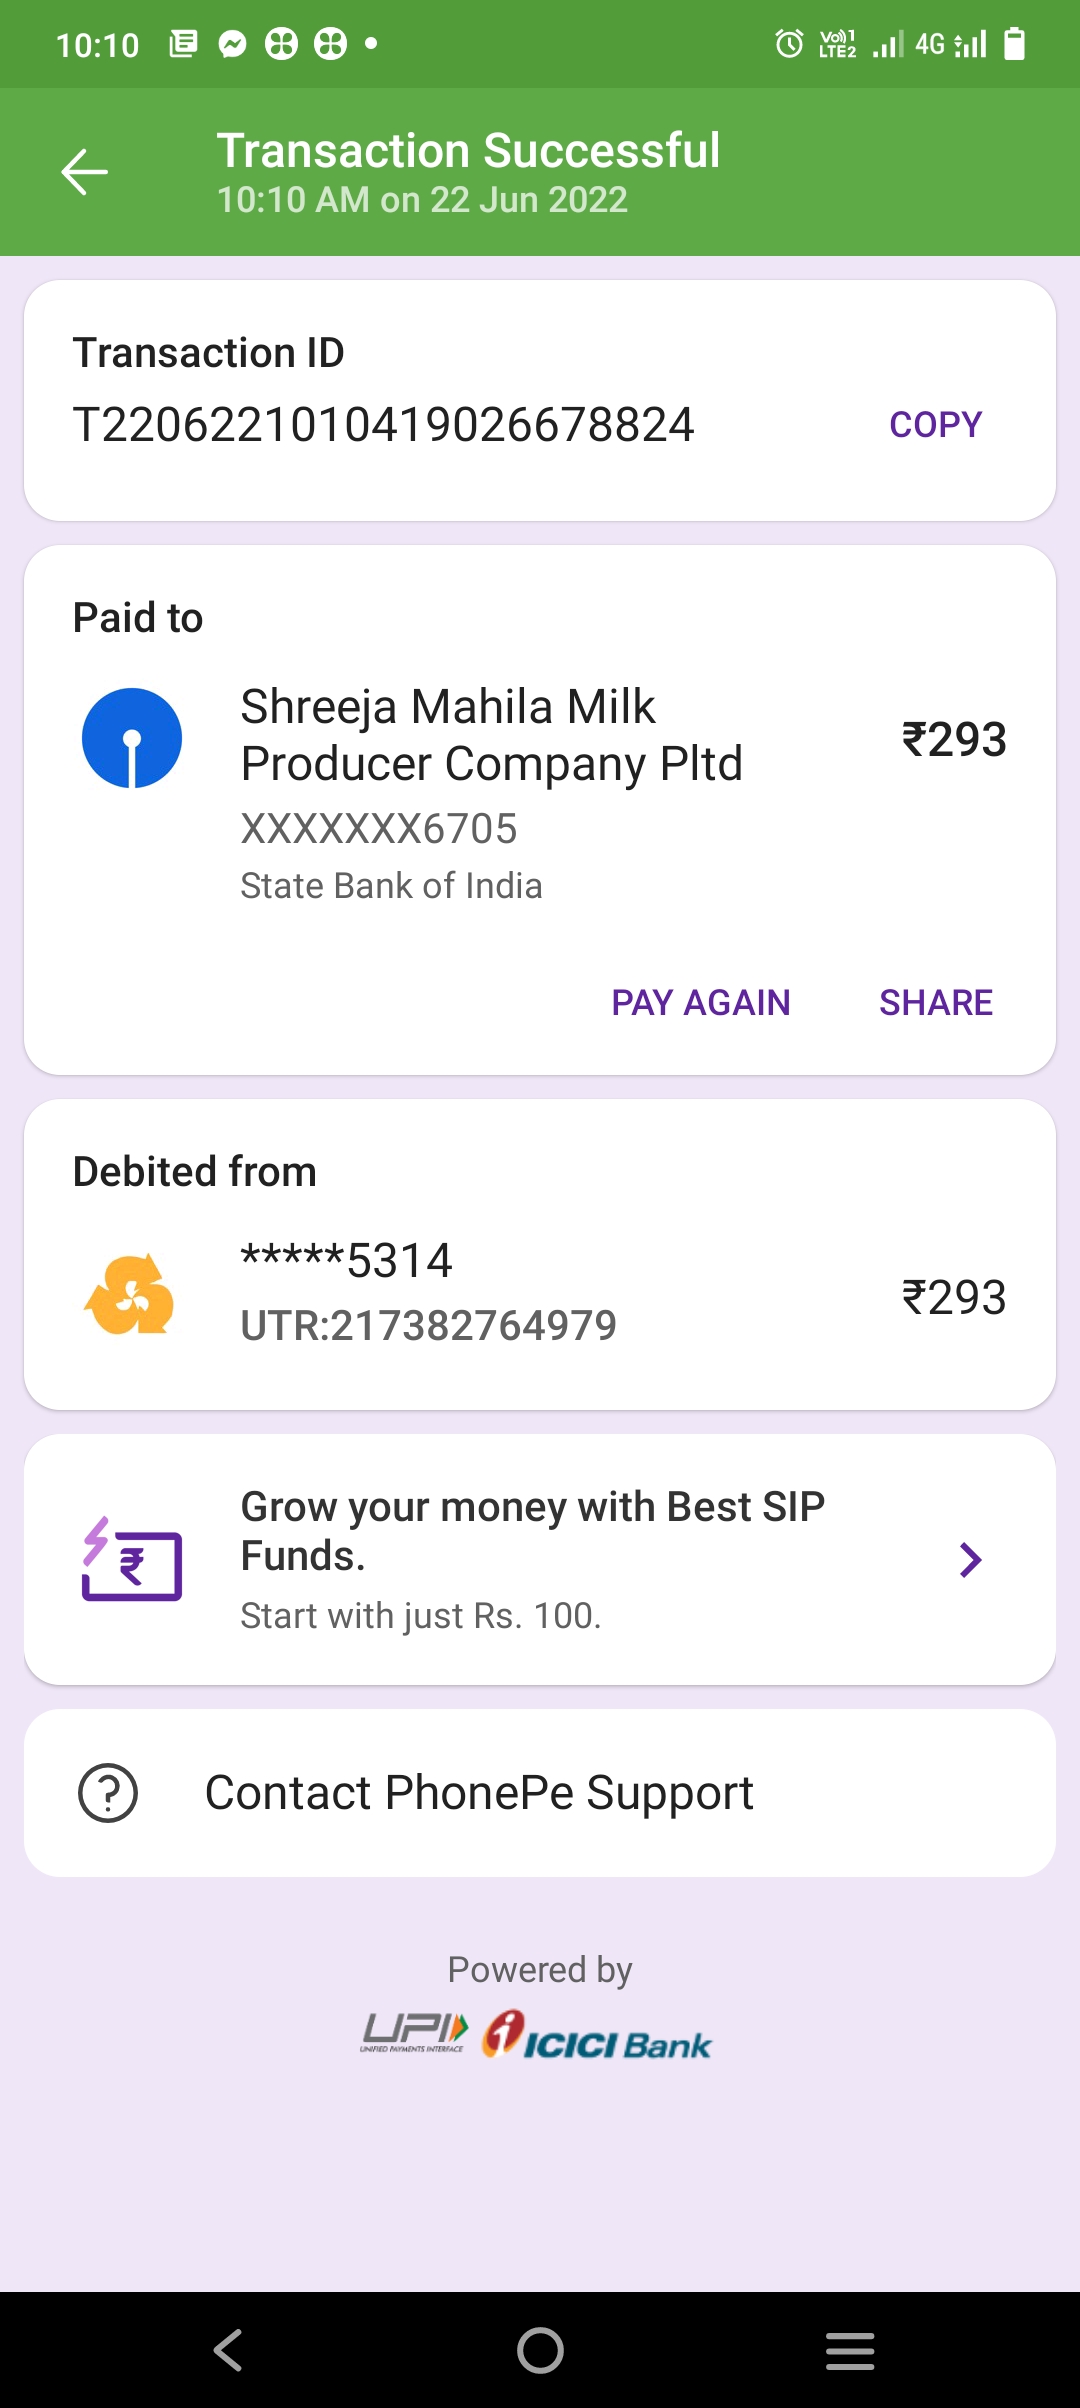 10:10
Vo))1
LTE2
4G
Transaction Successful
10:10 AM on 22 Jun 2022
Transaction ID
T2206221010419026678824
COPY
Paid to
Shreeja Mahila Milk
Producer Company Pltd
₹293
XXXXXXX6705
State Bank of India
PAY AGAIN
SHARE
Debited from
*****5314
₹293
UTR:217382764979
Grow your money with Best SIP
Funds.
Start with just Rs. 100.
Contact PhonePe Support
Powered by
UPI
UNIFIED PAYMENTS INTERFACE
ICICI Bank